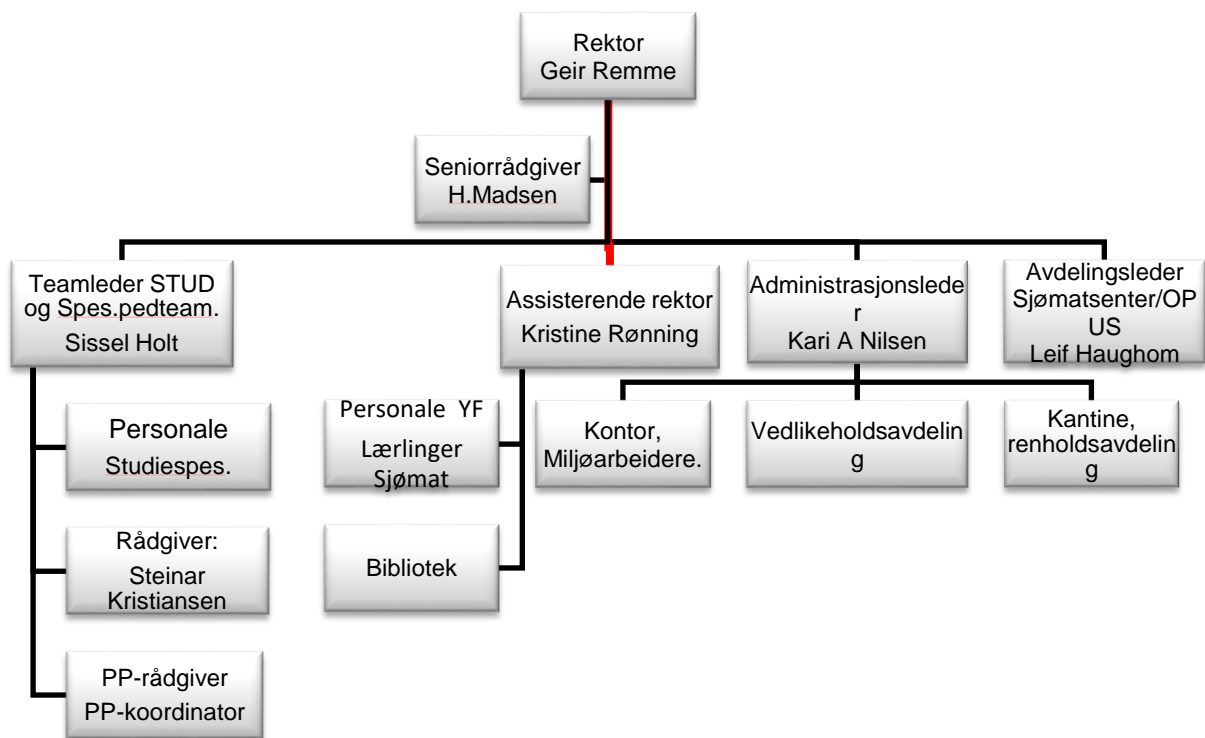 Rektor
Geir Remme
Seniorrådgiver
H.Madsen
Teamleder STUD
og Spes.pedteam.
Sissel Holt
Assisterende rektor
Kristine Rønning
Administrasjonslede
r
Kari A Nilsen
Avdelingsleder
Sjømatsenter/OP
US
Leif Haughom
Personale
Studiespes.
Rådgiver:
Steinar
Kristiansen
PP-rådgiver
PP-koordinator
Personale YF
Lærlinger
Sjømat
Bibliotek
Kontor,
Miljøarbeidere.
Vedlikeholdsavdelin
g
Kantine,
renholdsavdelin
g